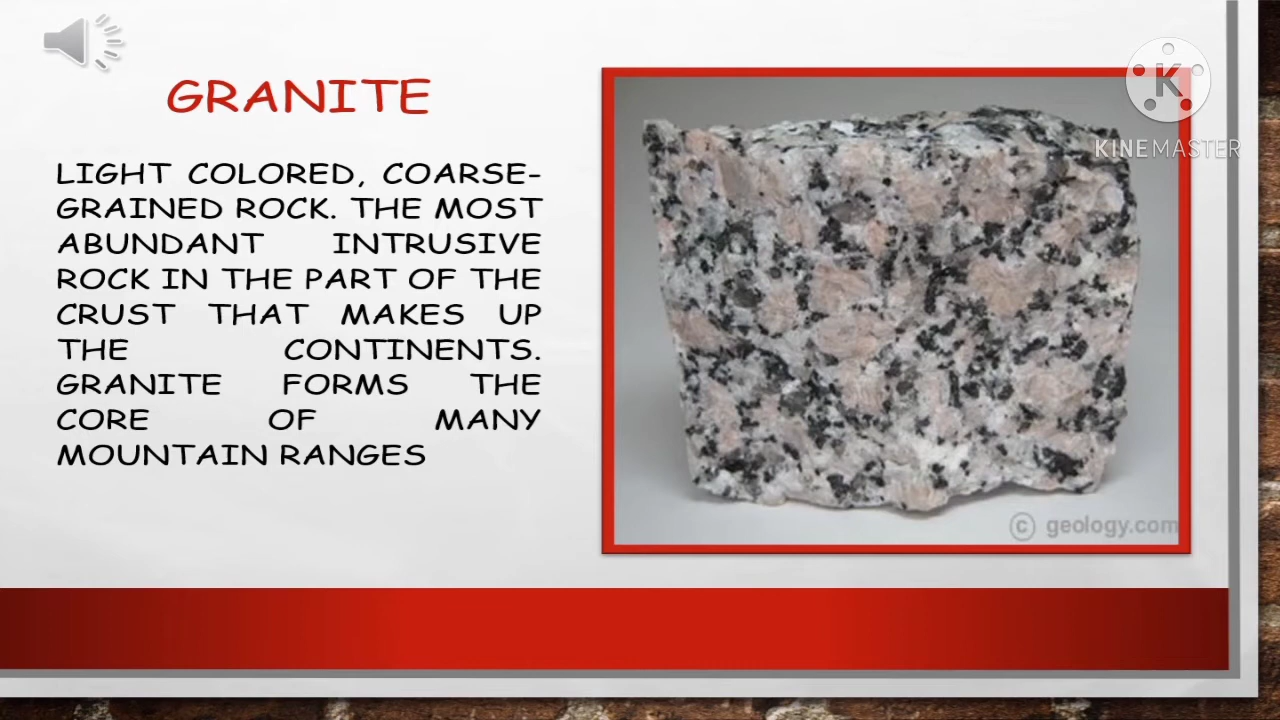 GRANITE
LIGHT COLORED, COARSE-
GRAINED ROCK. THE MOST
ABUNDANT INTRUSIVE
ROCK IN THE PART OF THE
CRUST THAT MAKES UP
THE CONTINENTS.
GRANITE FORMS THE
CORE OF MANY
MOUNTAIN RANGES
K
KINEMASTER
© geology.com